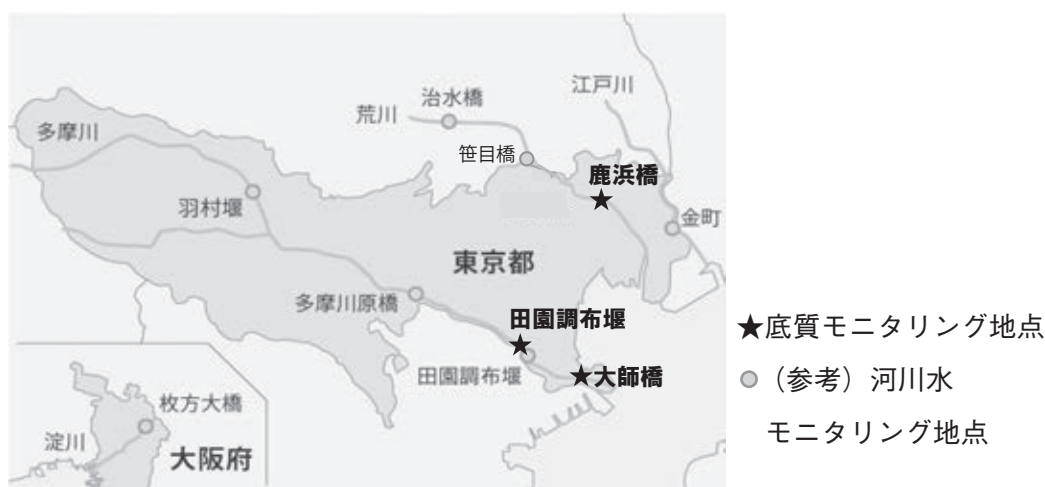 江戸川
治水橋
荒川
多摩川
笹目橋
鹿浜橋
羽村堰
金町
東京都
多摩川原橋
田園調布堰
★底質モニタリング地点
田園調布堰
★大師橋
（参考）河川水
モニタリング地点
枚方大橋
淀川
大阪府